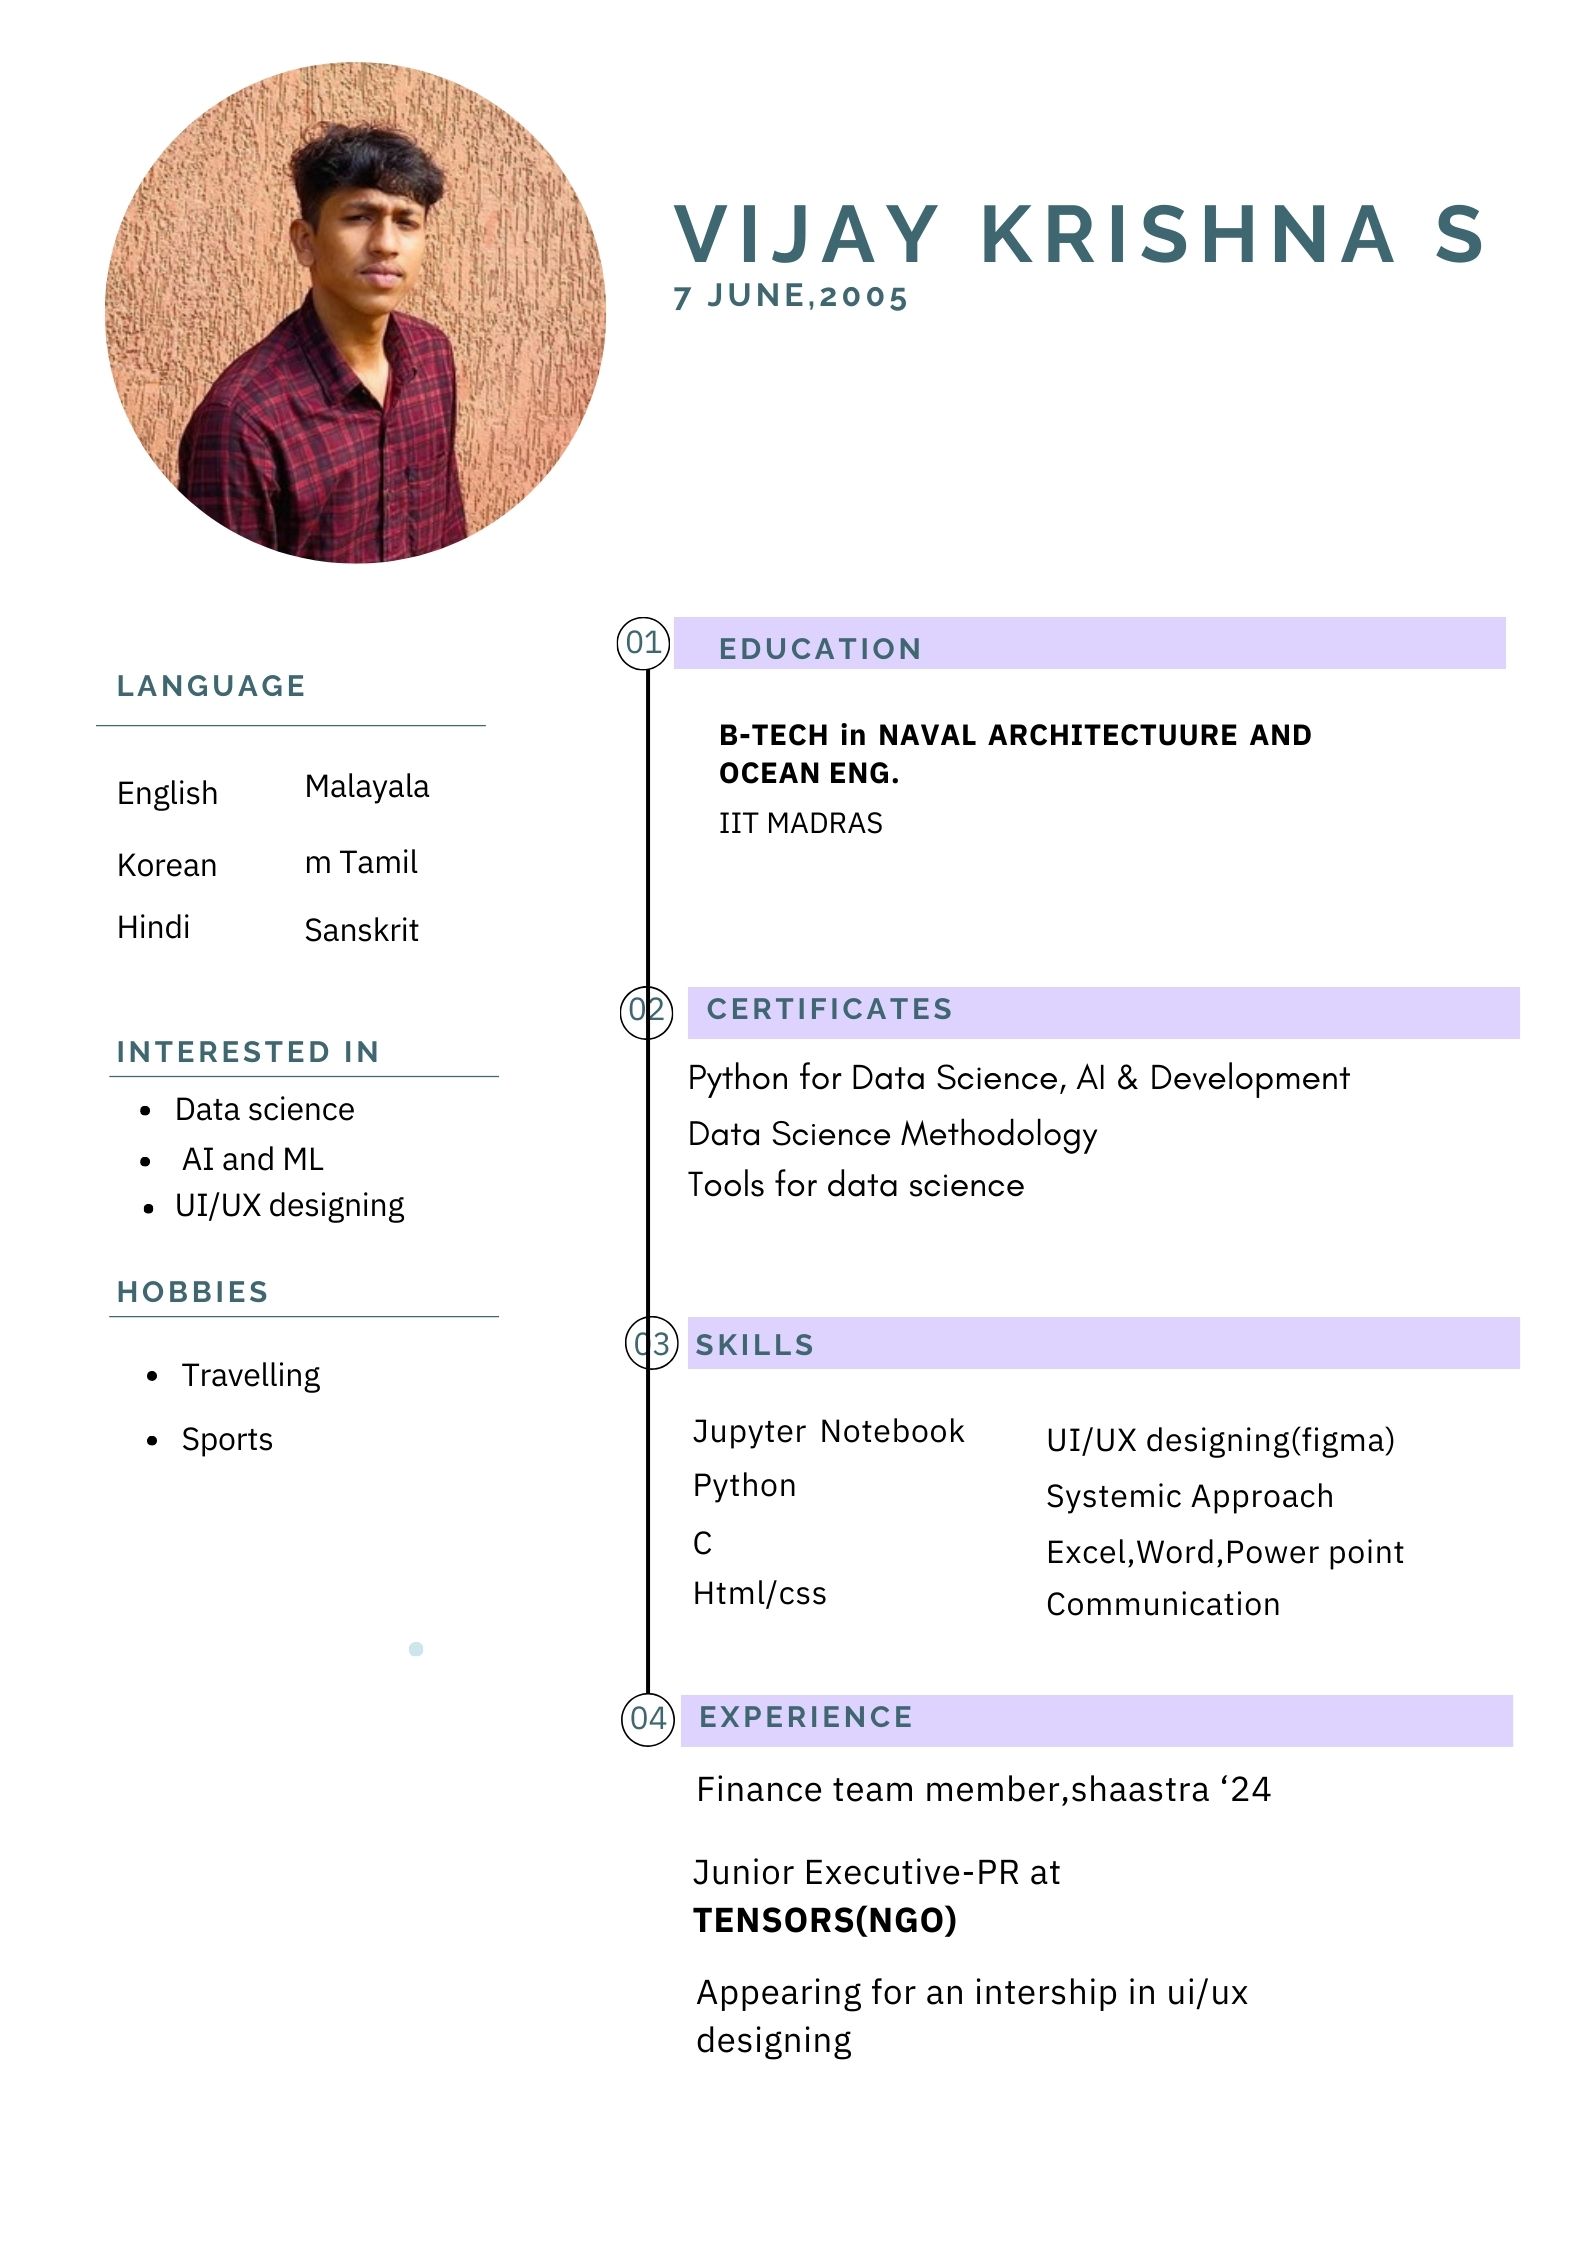 VIJAY KRISHNA S
7 JUNE,2005
LANGUAGE
English
Malayala
Korean
m Tamil
Hindi
Sanskrit
INTERESTED IN
• Data science
• AI and ML
• UI/UX designing
HOBBIES
• Travelling
• Sports
01
EDUCATION
B-TECH in NAVAL ARCHITECTUURE AND
OCEAN ENG.
IIT MADRAS
02
CERTIFICATES
Python for Data Science, AI & Development
Data Science Methodology
Tools for data science
03
SKILLS
Jupyter Notebook
Python
C
Html/css
UI/UX designing(figma)
Systemic Approach
Excel,Word,Power point
Communication
04
EXPERIENCE
Finance team member,shaastra ‘24
Junior Executive-PR at
TENSORS(NGO)
Appearing for an intership in ui/ux
designing